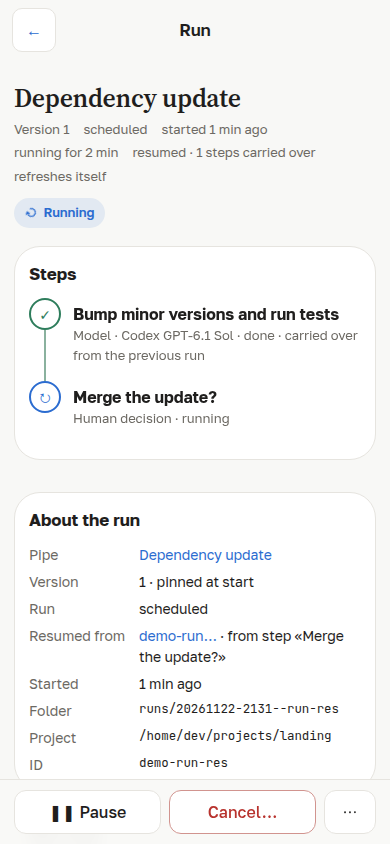 ←
Run
Dependency update
Version 1 scheduled started 1 min ago
running for 2 min resumed · 1 steps carried over
refreshes itself
Running
Steps
✓ Bump minor versions and run tests
Model · Codex GPT-6.1 Sol · done · carried over
from the previous run
↻ Merge the update?
Human decision · running
About the run
Pipe Dependency update
Version 1 · pinned at start
Run scheduled
Resumed from demo-run… · from step «Merge
the update?»
Started 1 min ago
Folder runs/20261122-2131--run-res
Project /home/dev/projects/landing
ID demo-run-res
❚❚ Pause
Cancel…
⋯